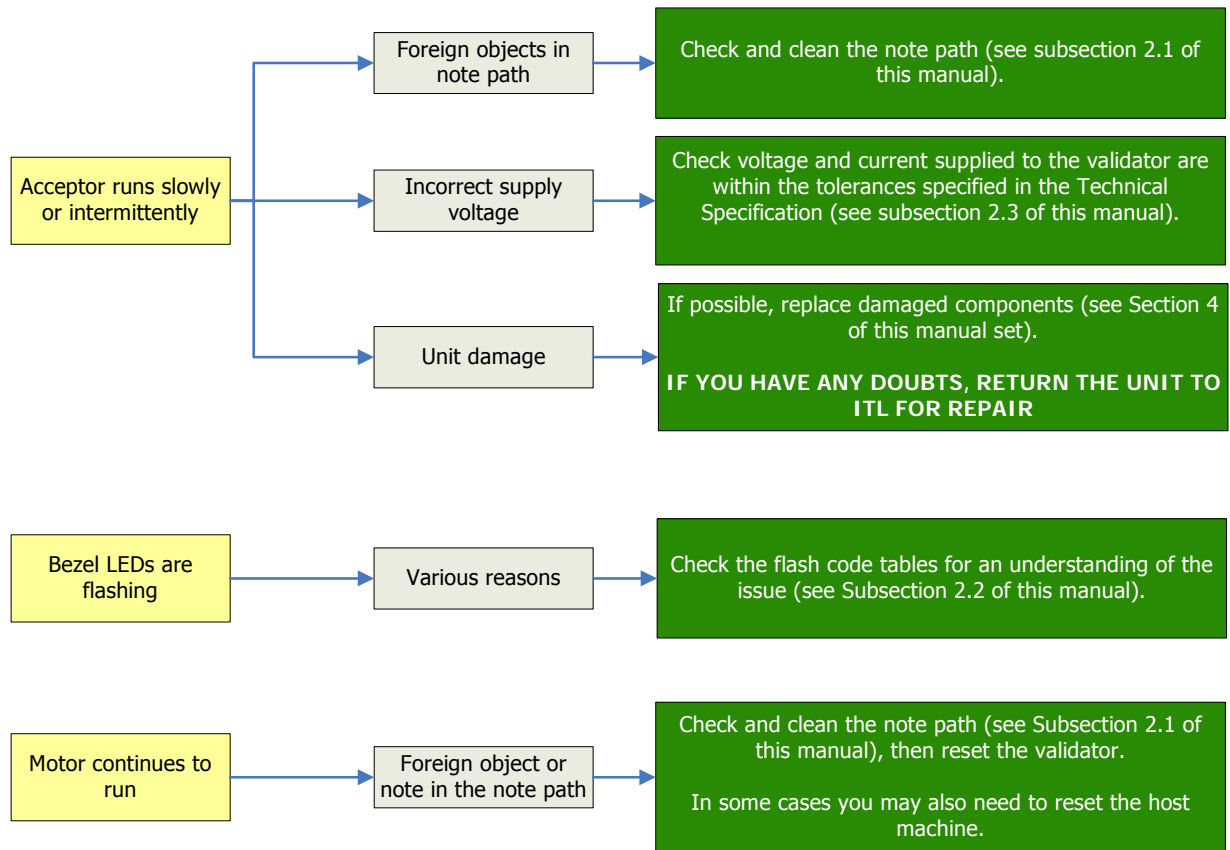 Foreign objects in
note path
Check and clean the note path (see subsection 2.1 of
this manual).
Acceptor runs slowly
or intermittently
Incorrect supply
voltage
Check voltage and current supplied to the validator are
within the tolerances specified in the Technical
Specification (see subsection 2.3 of this manual).
Unit damage
If possible, replace damaged components (see Section 4
of this manual set).
IF YOU HAVE ANY DOUBTS, RETURN THE UNIT TO
ITL FOR REPAIR
Bezel LEDs are
flashing
Various reasons
Check the flash code tables for an understanding of the
issue (see Subsection 2.2 of this manual).
Motor continues to
run
Foreign object or
note in the note path
Check and clean the note path (see Subsection 2.1 of
this manual), then reset the validator.
In some cases you may also need to reset the host
machine.